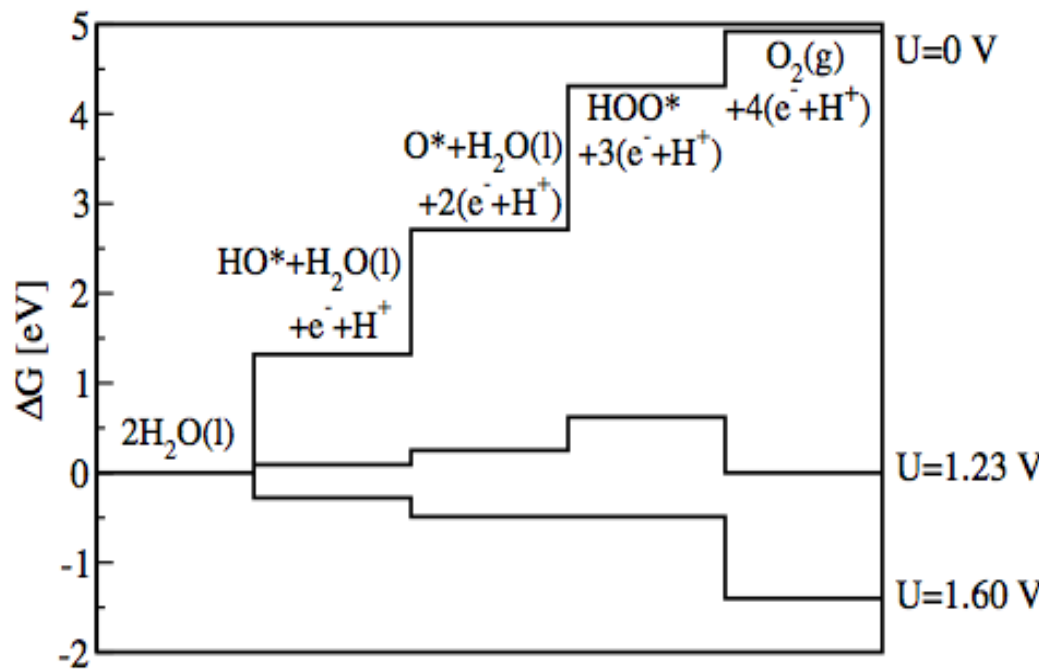 5
4
3
2
1
0
-1
-2
ΔG [eV]
2H₂O(l)
HO*+H₂O(l)
+e⁻+H⁺
O*+H₂O(l)
+2(e⁻+H⁺)
HOO*
+3(e⁻+H⁺)
O₂(g)
+4(e⁻+H⁺)
U=0 V
U=1.23 V
U=1.60 V